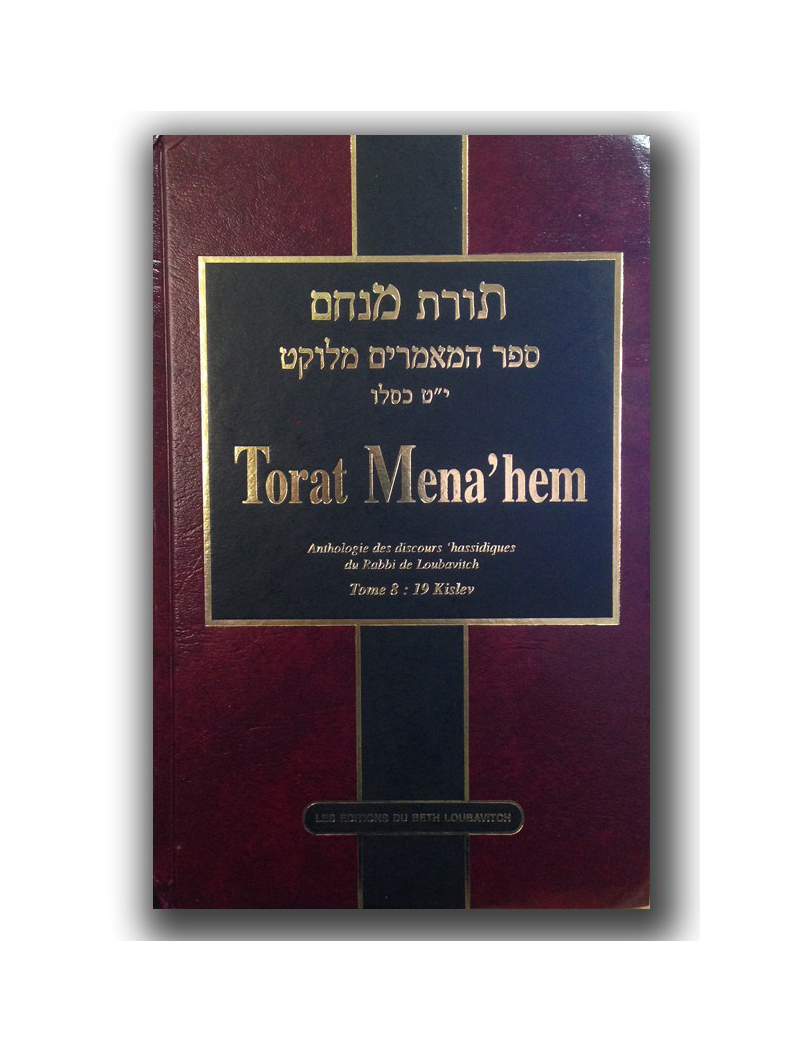 תורת מנחם
ספר המאמרים מלוקט
י״ט כסלו
Torat Mena'hem
Anthologie des discours 'hassidiques
du Rabbi de Loubavitch
Tome 8 : 19 Kislev
LES EDITIONS DU BETH LOUBAVITCH